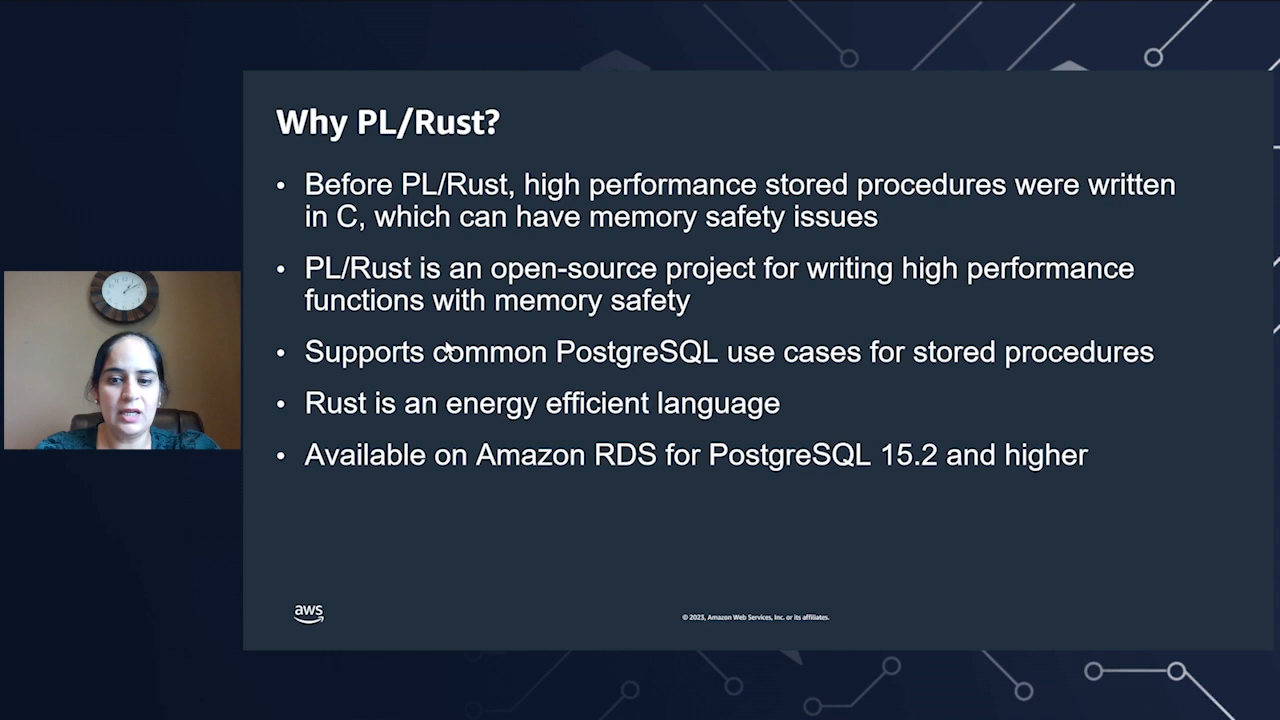 Why PL/Rust?
• Before PL/Rust, high performance stored procedures were written
in C, which can have memory safety issues
• PL/Rust is an open-source project for writing high performance
functions with memory safety
• Supports common PostgreSQL use cases for stored procedures
• Rust is an energy efficient language
• Available on Amazon RDS for PostgreSQL 15.2 and higher
aws
© 2023, Amazon Web Services, Inc. or its affiliates.